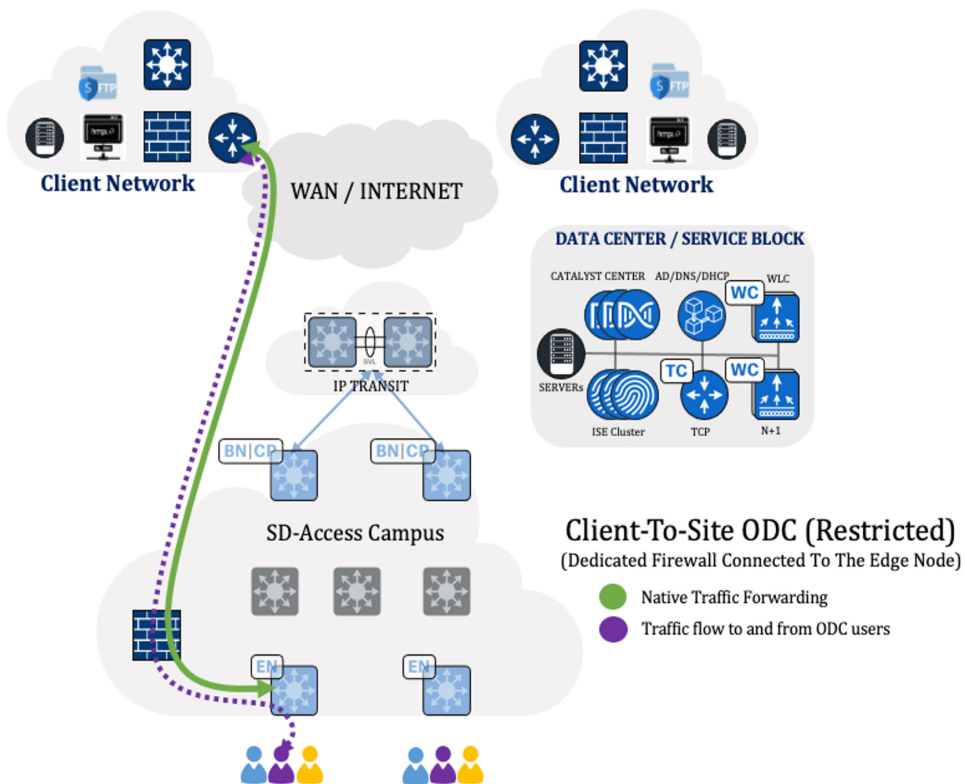 S FTP
S FTP
Client Network
WAN / INTERNET
Client Network
DATA CENTER / SERVICE BLOCK
CATALYST CENTER
AD/DNS/DHCP
WLC
WC
SERVERs
TC
WC
ISE Cluster
TCP
N+1
SVL
IP TRANSIT
BN|CP
BN|CP
SD-Access Campus
Client-To-Site ODC (Restricted)
(Dedicated Firewall Connected To The Edge Node)
Native Traffic Forwarding
Traffic flow to and from ODC users
EN
EN